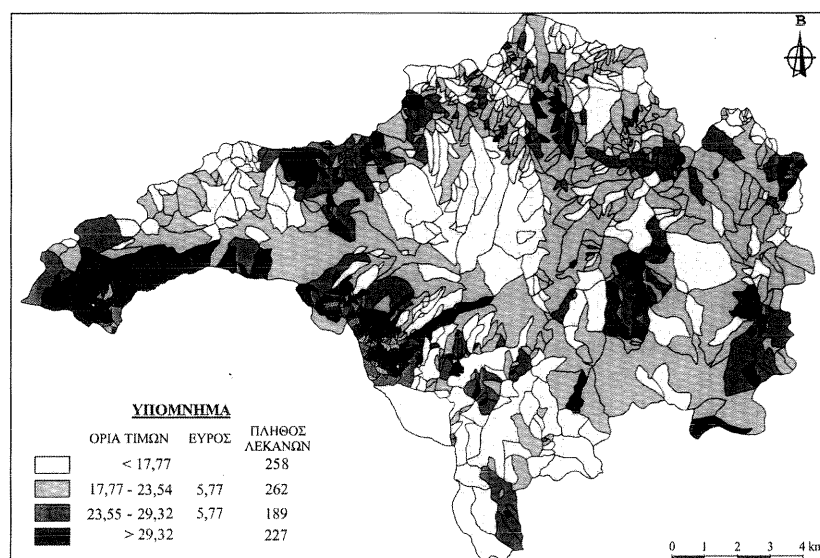 Β
ΥΠΟΜΝΗΜΑ
ΟΡΙΑ ΤΙΜΩΝ ΕΥΡΟΣ ΠΛΗΘΟΣ ΛΕΚΑΝΩΝ
< 17,77 258
17,77 - 23,54 5,77 262
23,55 - 29,32 5,77 189
> 29,32 227
0 1 2 3 4 km